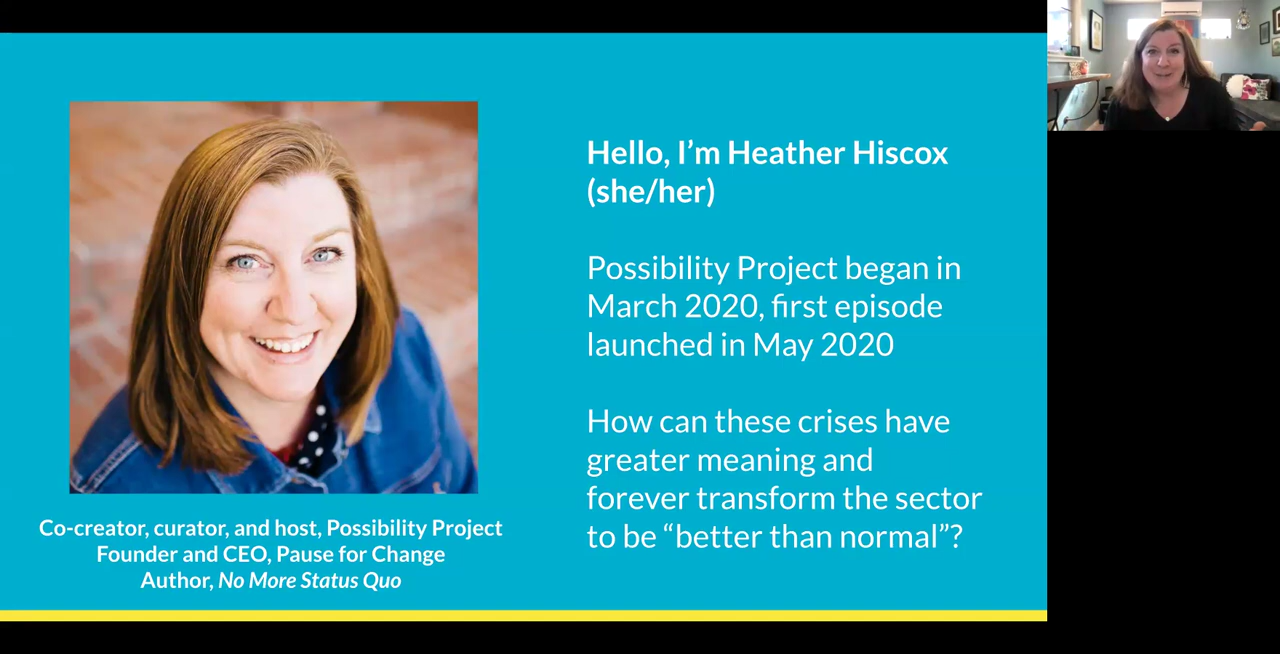 Hello, I’m Heather Hiscox
(she/her)
Possibility Project began in
March 2020, first episode
launched in May 2020
How can these crises have
greater meaning and
forever transform the sector
to be “better than normal”?
Co-creator, curator, and host, Possibility Project
Founder and CEO, Pause for Change
Author, No More Status Quo